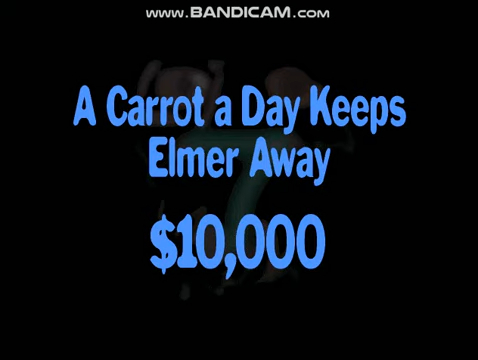 www.BANDICAM.com
A Carrot a Day Keeps
Elmer Away
$10,000